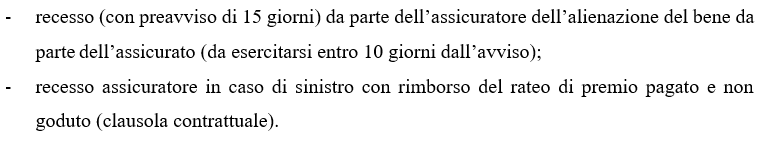 - recesso (con preavviso di 15 giorni) da parte dell’assicuratore dell’alienazione del bene da
parte dell’assicurato (da esercitarsi entro 10 giorni dall’avviso);
- recesso assicuratore in caso di sinistro con rimborso del rateo di premio pagato e non
goduto (clausola contrattuale).